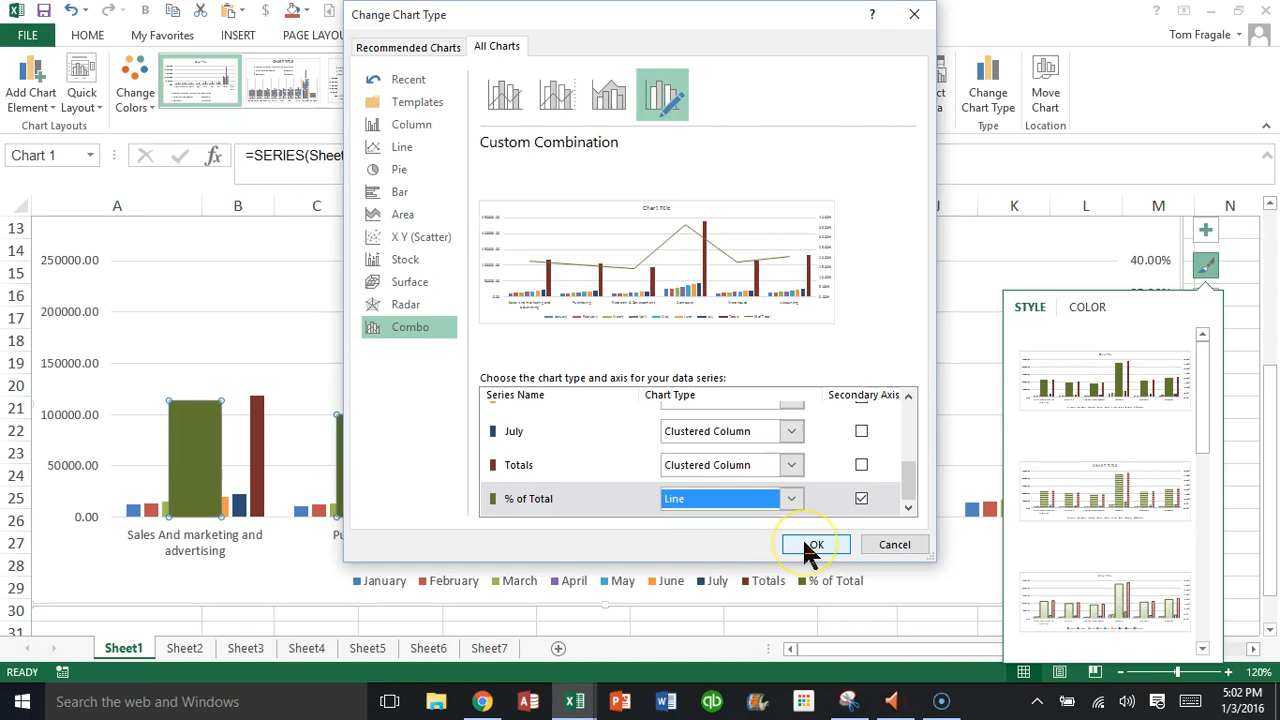 Change Chart Type
?
Tom Fragale
FILE
HOME
My Favorites
INSERT
PAGE LAYOU
Add Chart
Element
Quick
Layout
Change
Colors
Chart Layouts
Change
Chart Type
Type
Move
Chart
Location
Chart 1
=SERIES(Sheet
Recommended Charts
All Charts
Recent
Templates
Column
Line
Pie
Bar
Area
X Y (Scatter)
Stock
Surface
Radar
Combo
Custom Combination
Chart Title
Choose the chart type and axis for your data series:
Series Name
Chart Type
Secondary Axis
July
Clustered Column
Totals
Clustered Column
% of Total
Line
OK
Cancel
A
B
C
K
L
M
N
13
14
15
16
17
18
19
20
21
22
23
24
25
26
27
28
29
30
31
250000.00
200000.00
150000.00
100000.00
50000.00
0.00
40.00%
Sales And marketing and
advertising
January
February
March
April
May
June
July
Totals
% of Total
STYLE
COLOR
Sheet1
Sheet2
Sheet3
Sheet4
Sheet5
Sheet6
Sheet7
READY
120%
Search the web and Windows
5:02 PM
1/3/2016